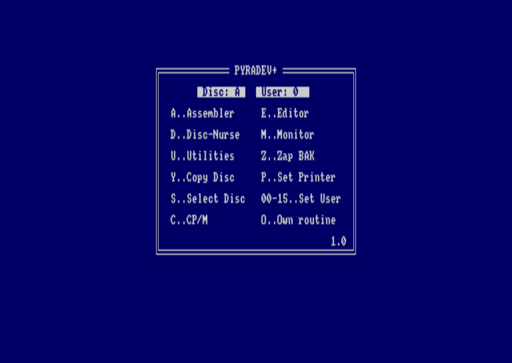 PYRADEV+
Disc: A User: 0
A..Assembler E..Editor
D..Disc-Nurse M..Monitor
U..Utilities Z..Zap BAK
Y..Copy Disc P..Set Printer
S..Select Disc 00-15..Set User
C..CP/M O..Own routine
1.0